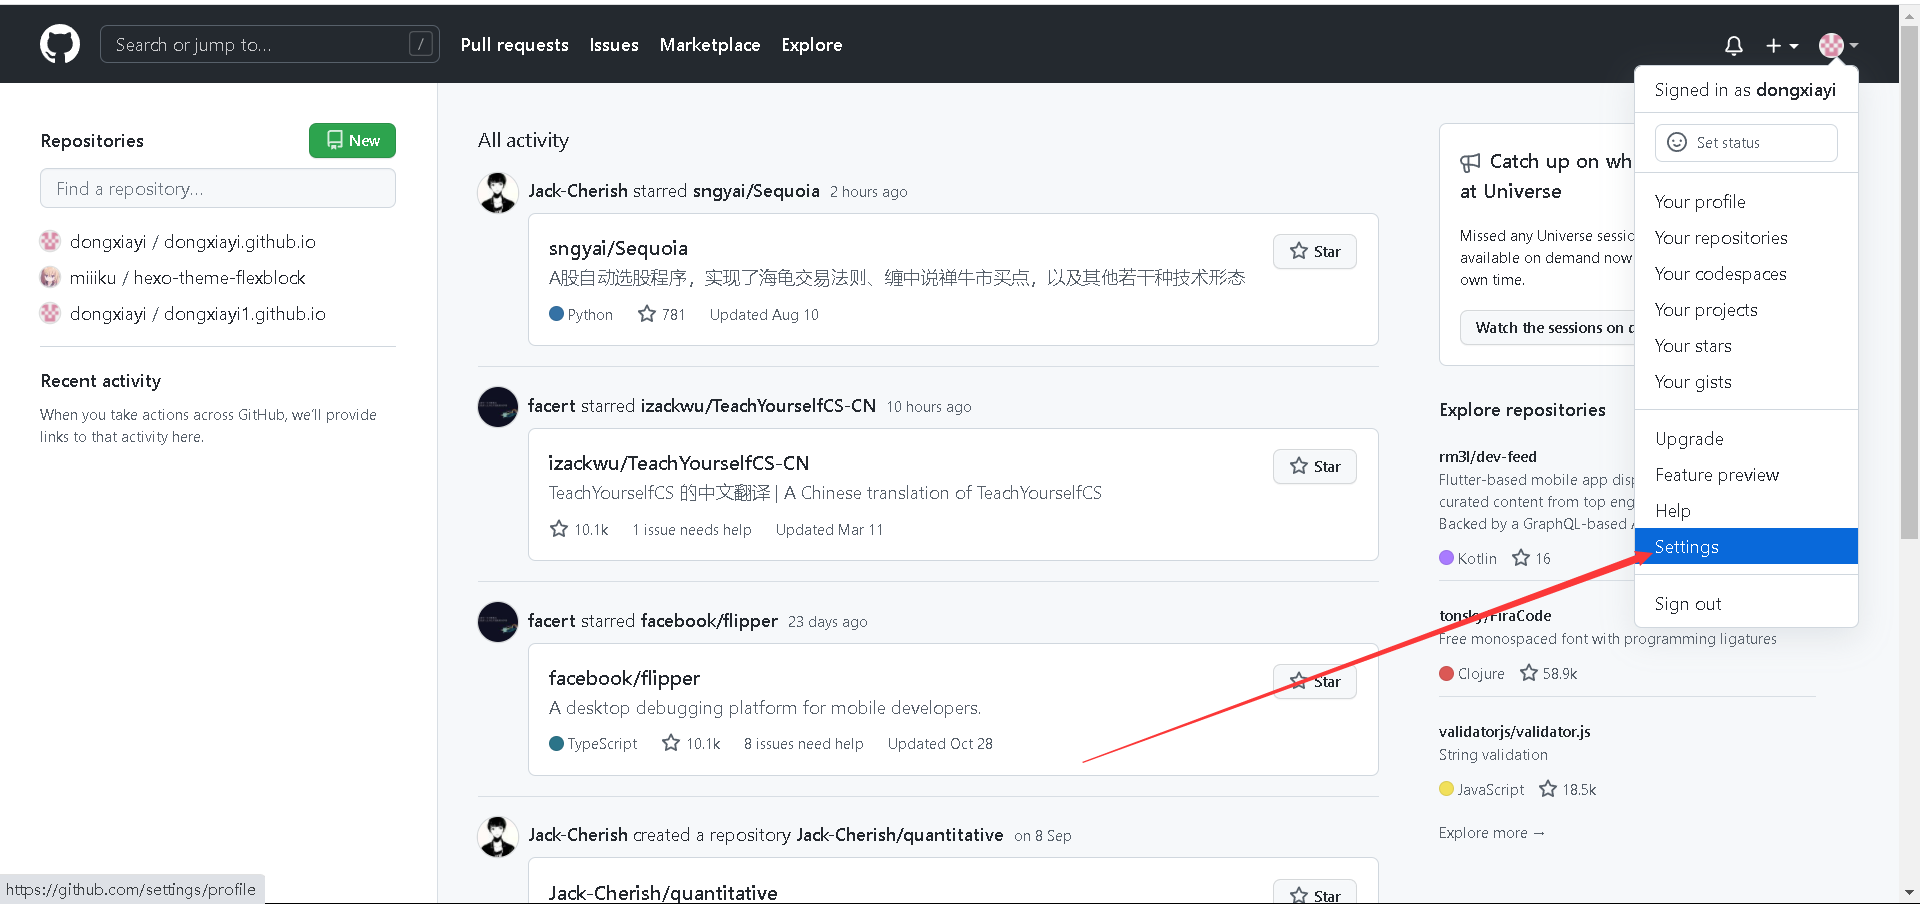 Search or jump to...
/
Pull requests
Issues
Marketplace
Explore
Signed in as dongxiayi
Set status
Your profile
Your repositories
Your codespaces
Your projects
Your stars
Your gists
Upgrade
Feature preview
Help
Settings
Sign out
Repositories
New
Find a repository...
dongxiayi / dongxiayi.github.io
miiiku / hexo-theme-flexblock
dongxiayi / dongxiayi1.github.io
Recent activity
When you take actions across GitHub, we'll provide
links to that activity here.
All activity
Jack-Cherish starred sngyai/Sequoia 2 hours ago
sngyai/Sequoia
Star
A股自动选股程序，实现了海龟交易法则、缠中说禅牛市买点，以及其他若干种技术形态
Python 781 Updated Aug 10
facert starred izackwu/TeachYourselfCS-CN 10 hours ago
izackwu/TeachYourselfCS-CN
Star
TeachYourselfCS 的中文翻译 | A Chinese translation of TeachYourselfCS
10.1k 1 issue needs help Updated Mar 11
facert starred facebook/flipper 23 days ago
facebook/flipper
Star
A desktop debugging platform for mobile developers.
TypeScript 10.1k 8 issues need help Updated Oct 28
Jack-Cherish created a repository Jack-Cherish/quantitative on 8 Sep
Jack-Cherish/quantitative
Star
Catch up on wh
at Universe
Missed any Universe sessio
available on demand now
own time.
Watch the sessions on
Explore repositories
rm3l/dev-feed
Flutter-based mobile app disp
curated content from top eng
Backed by a GraphQL-based
Kotlin 16
tonsky/FiraCode
Free monospaced font with programming ligatures
Clojure 58.9k
validatorjs/validator.js
String validation
JavaScript 18.5k
Explore more →
https://github.com/settings/profile